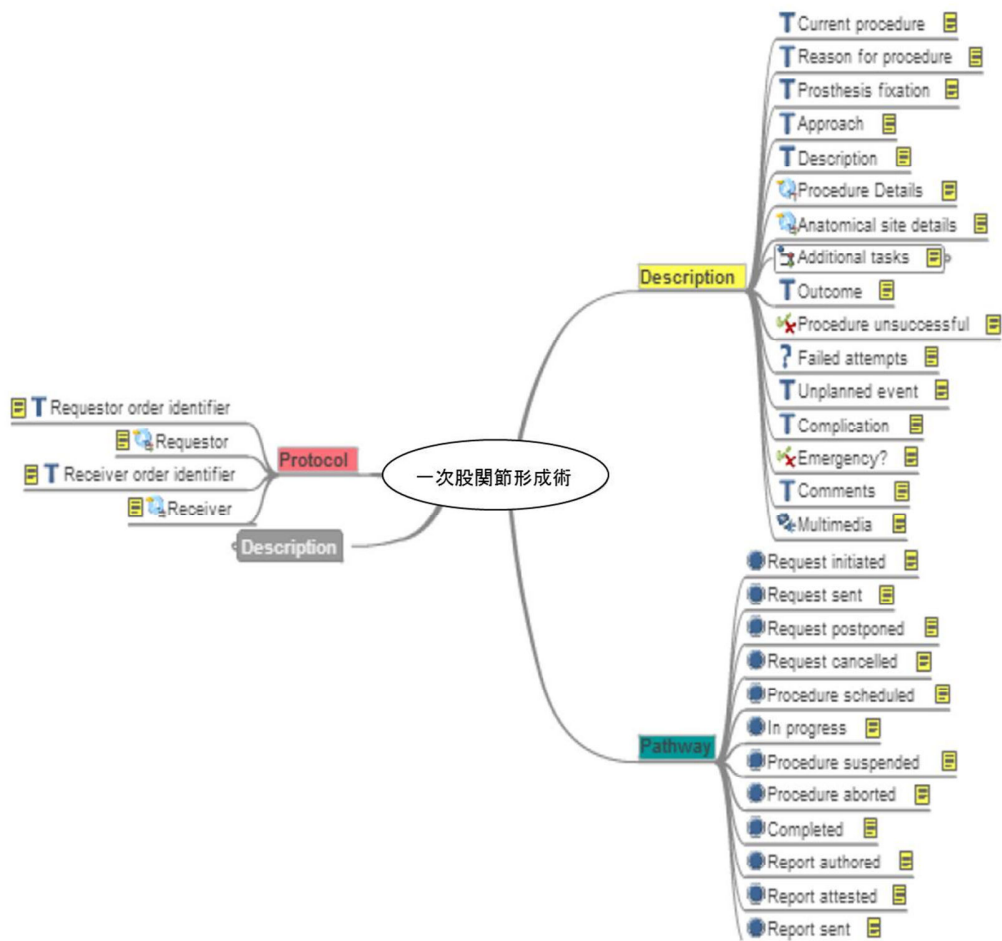 Current procedure
Reason for procedure
Prosthesis fixation
Approach
Description
Procedure Details
Anatomical site details
Additional tasks
Description
Outcome
Procedure unsuccessful
Failed attempts
Unplanned event
Complication
Emergency?
Comments
Multimedia
Requestor order identifier
Requestor
Receiver order identifier
Receiver
Protocol
Description
一次股関節形成術
Request initiated
Request sent
Request postponed
Request cancelled
Procedure scheduled
In progress
Pathway
Procedure suspended
Procedure aborted
Completed
Report authored
Report attested
Report sent